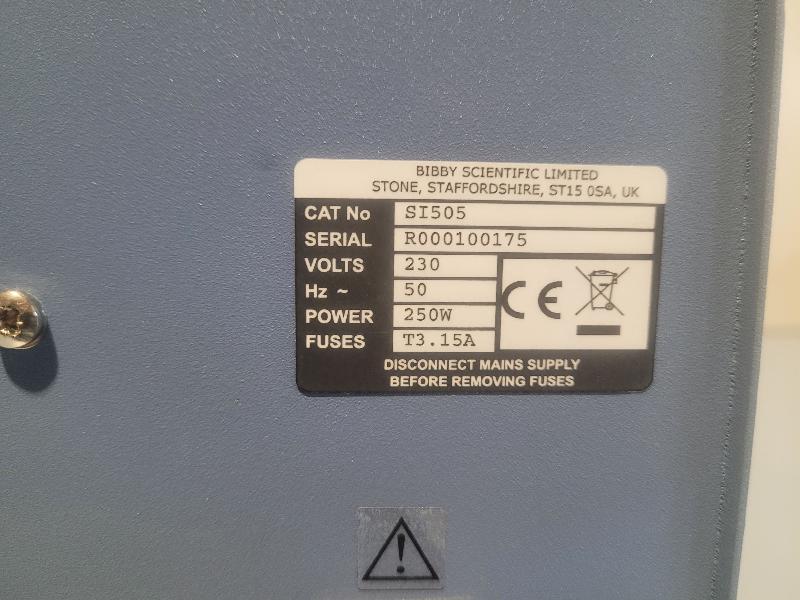 BIBBY SCIENTIFIC LIMITED
STONE, STAFFORDSHIRE, ST15 0SA, UK
CAT No SI505
SERIAL R000100175
VOLTS 230
Hz ~ 50
POWER 250W
FUSES T3.15A
CE
DISCONNECT MAINS SUPPLY
BEFORE REMOVING FUSES